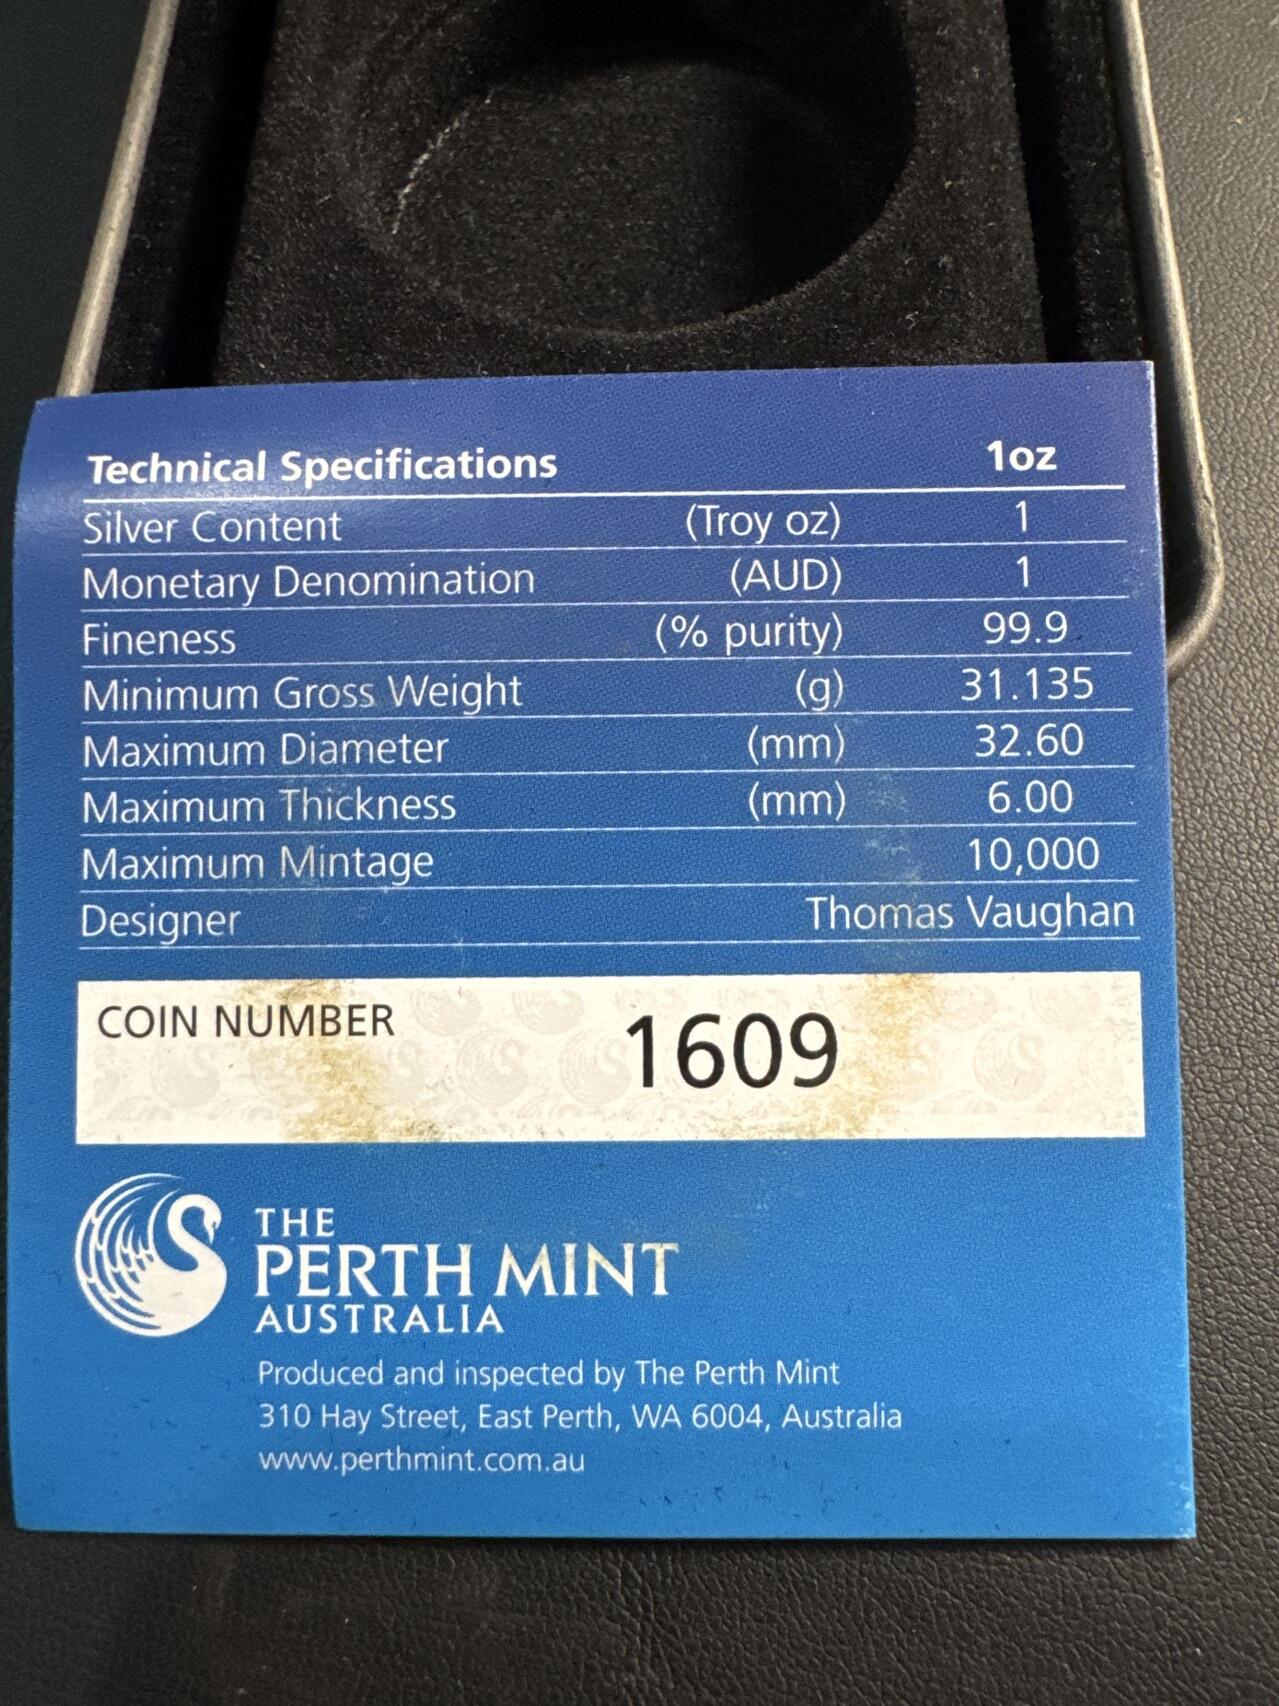 Technical Specifications 1oz
Silver Content (Troy oz) 1
Monetary Denomination (AUD) 1
Fineness (% purity) 99.9
Minimum Gross Weight (g) 31.135
Maximum Diameter (mm) 32.60
Maximum Thickness (mm) 6.00
Maximum Mintage 10,000
Designer Thomas Vaughan
COIN NUMBER 1609
THE
PERTH MINT
AUSTRALIA
Produced and inspected by The Perth Mint
310 Hay Street, East Perth, WA 6004, Australia
www.perthmint.com.au